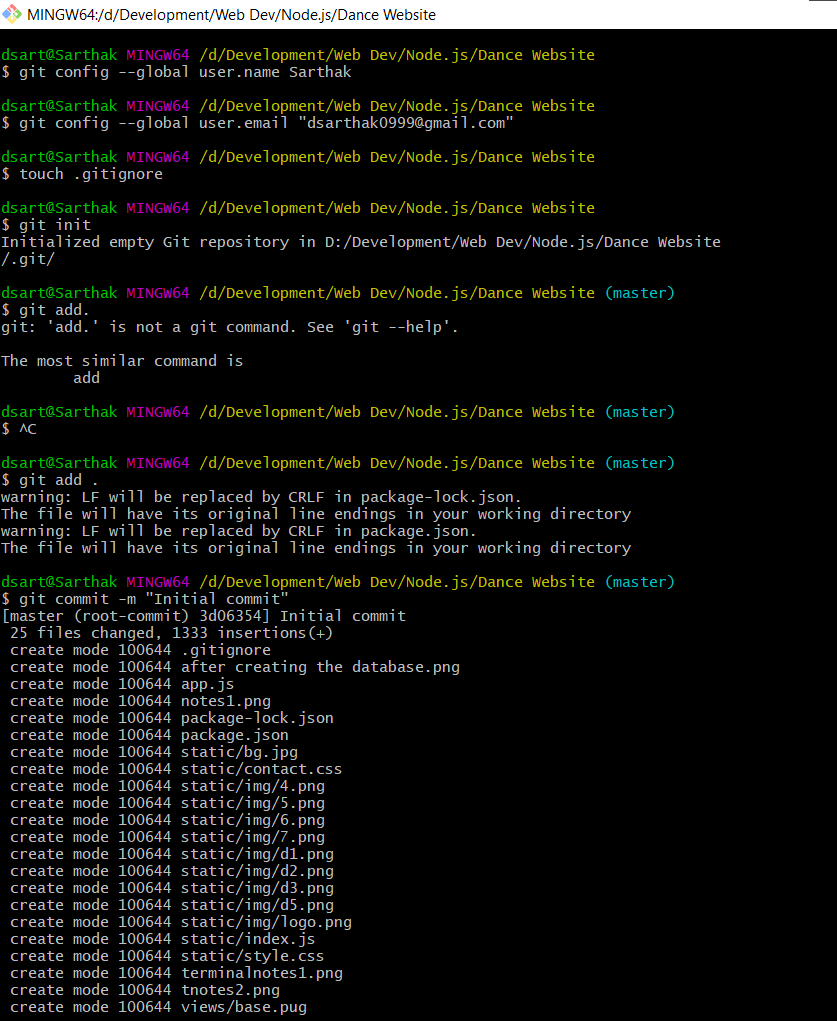 MINGW64:/d/Development/Web Dev/Node.js/Dance Website
dsart@Sarthak MINGW64 /d/Development/Web Dev/Node.js/Dance Website
$ git config --global user.name Sarthak
dsart@Sarthak MINGW64 /d/Development/Web Dev/Node.js/Dance Website
$ git config --global user.email "dsarthak0999@gmail.com"
dsart@Sarthak MINGW64 /d/Development/Web Dev/Node.js/Dance Website
$ touch .gitignore
dsart@Sarthak MINGW64 /d/Development/Web Dev/Node.js/Dance Website
$ git init
Initialized empty Git repository in D:/Development/Web Dev/Node.js/Dance Website
/.git/
dsart@Sarthak MINGW64 /d/Development/Web Dev/Node.js/Dance Website (master)
$ git add.
git: 'add.' is not a git command. See 'git --help'.
The most similar command is
add
dsart@Sarthak MINGW64 /d/Development/Web Dev/Node.js/Dance Website (master)
$ ^C
dsart@Sarthak MINGW64 /d/Development/Web Dev/Node.js/Dance Website (master)
$ git add .
warning: LF will be replaced by CRLF in package-lock.json.
The file will have its original line endings in your working directory
warning: LF will be replaced by CRLF in package.json.
The file will have its original line endings in your working directory
dsart@Sarthak MINGW64 /d/Development/Web Dev/Node.js/Dance Website (master)
$ git commit -m "Initial commit"
[master (root-commit) 3d06354] Initial commit
25 files changed, 1333 insertions(+)
create mode 100644 .gitignore
create mode 100644 after creating the database.png
create mode 100644 app.js
create mode 100644 notes1.png
create mode 100644 package-lock.json
create mode 100644 package.json
create mode 100644 static/bg.jpg
create mode 100644 static/contact.css
create mode 100644 static/img/4.png
create mode 100644 static/img/5.png
create mode 100644 static/img/6.png
create mode 100644 static/img/7.png
create mode 100644 static/img/d1.png
create mode 100644 static/img/d2.png
create mode 100644 static/img/d3.png
create mode 100644 static/img/d5.png
create mode 100644 static/img/logo.png
create mode 100644 static/index.js
create mode 100644 static/style.css
create mode 100644 terminalnotes1.png
create mode 100644 tnotes2.png
create mode 100644 views/base.pug